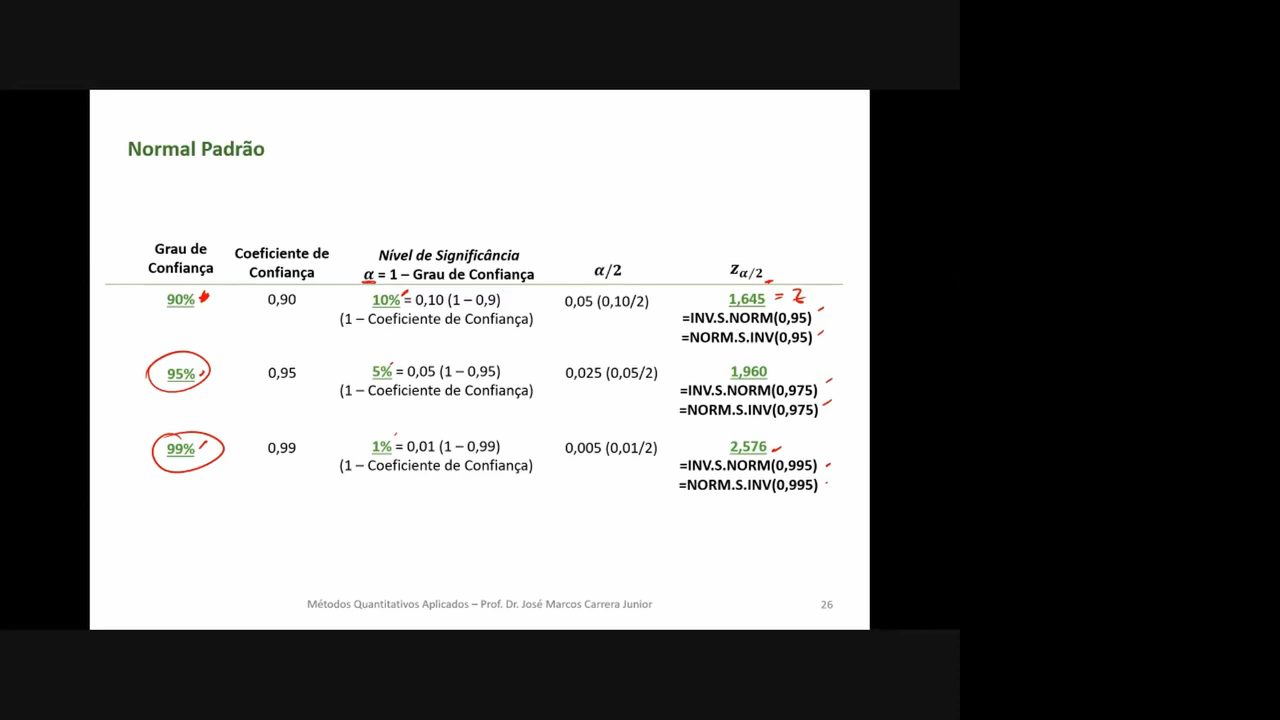 Normal Padrão
Grau de Confiança
Coeficiente de Confiança
Nível de Significância
α = 1 – Grau de Confiança
α/2
Zα/2
90%
0,90
10% = 0,10 (1 – 0,9)
(1 – Coeficiente de Confiança)
0,05 (0,10/2)
1,645 = Z
=INV.S.NORM(0,95)
=NORM.S.INV(0,95)
95%
0,95
5% = 0,05 (1 – 0,95)
(1 – Coeficiente de Confiança)
0,025 (0,05/2)
1,960
=INV.S.NORM(0,975)
=NORM.S.INV(0,975)
99%
0,99
1% = 0,01 (1 – 0,99)
(1 – Coeficiente de Confiança)
0,005 (0,01/2)
2,576
=INV.S.NORM(0,995)
=NORM.S.INV(0,995)
Métodos Quantitativos Aplicados – Prof. Dr. José Marcos Carrera Junior
26